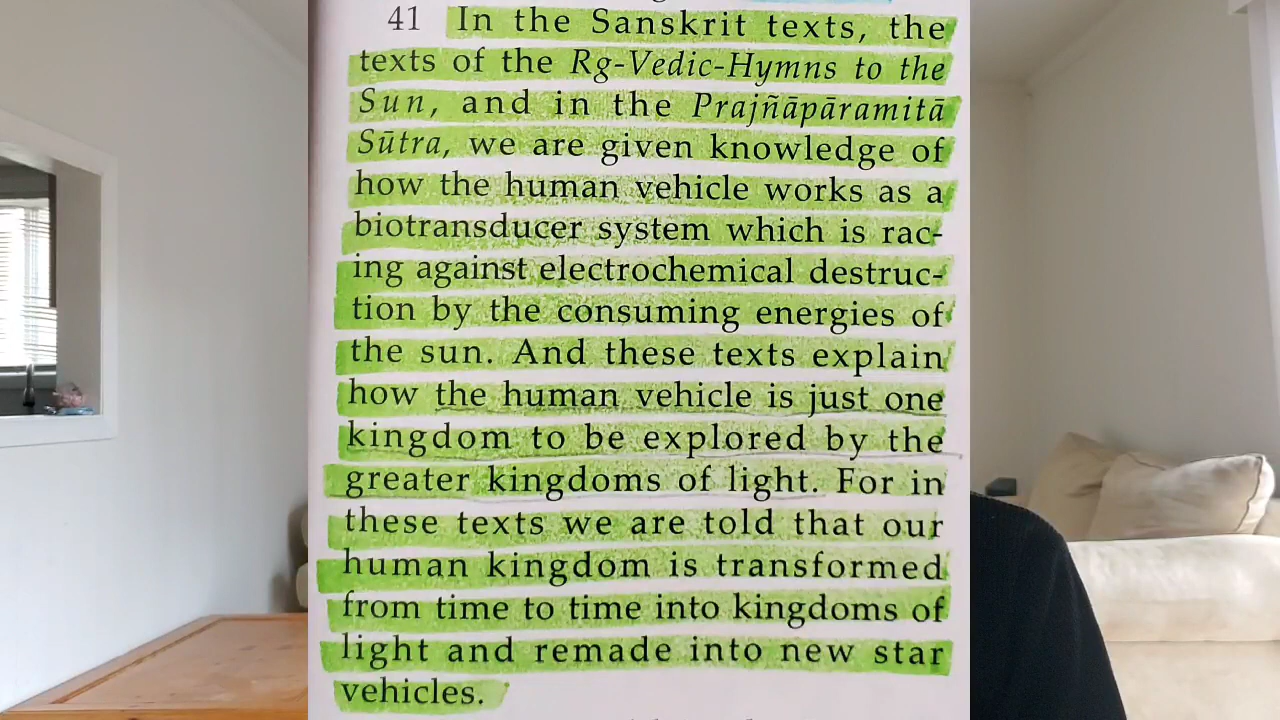 41 In the Sanskrit texts, the
texts of the Rg-Vedic-Hymns to the
Sun, and in the Prajñāpāramitā
Sūtra, we are given knowledge of
how the human vehicle works as a
biotransducer system which is rac-
ing against electrochemical destruc-
tion by the consuming energies of
the sun. And these texts explain
how the human vehicle is just one
kingdom to be explored by the
greater kingdoms of light. For in
these texts we are told that our
human kingdom is transformed
from time to time into kingdoms of
light and remade into new star
vehicles.